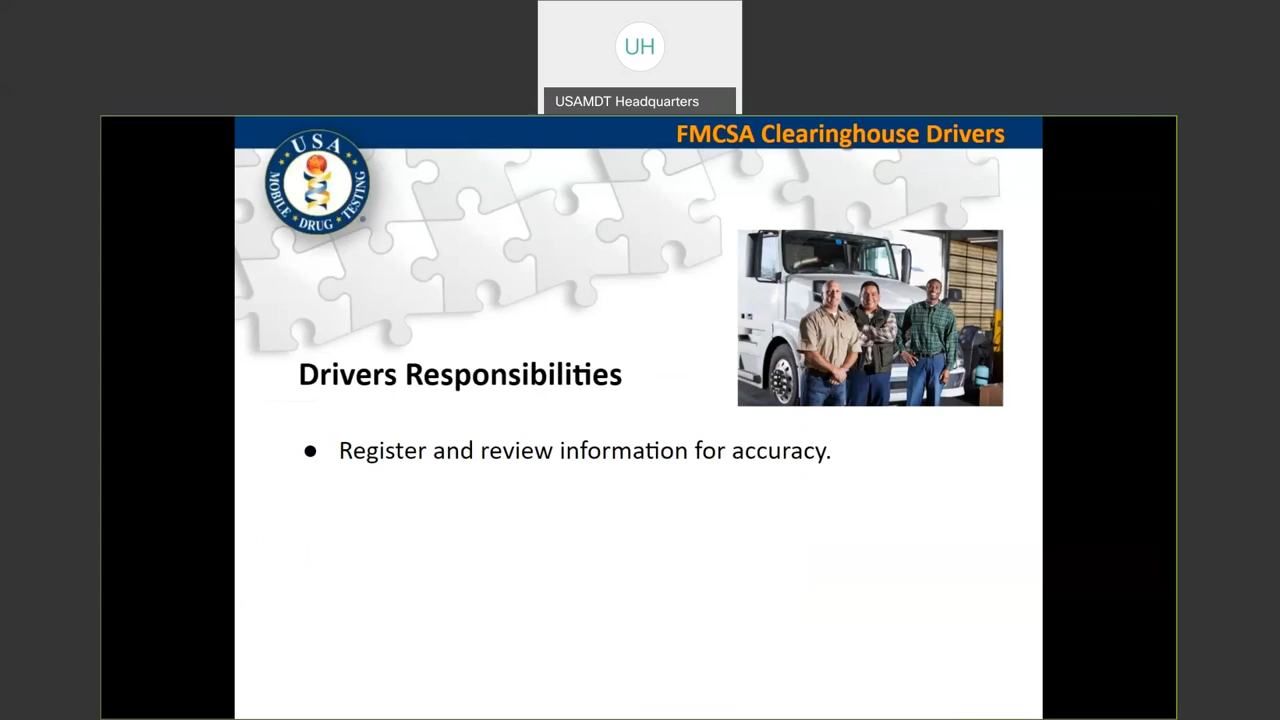 UH
USAMDT Headquarters
FMCSA Clearinghouse Drivers
USA
MOBILE DRUG TESTING
®
Drivers Responsibilities
● Register and review information for accuracy.